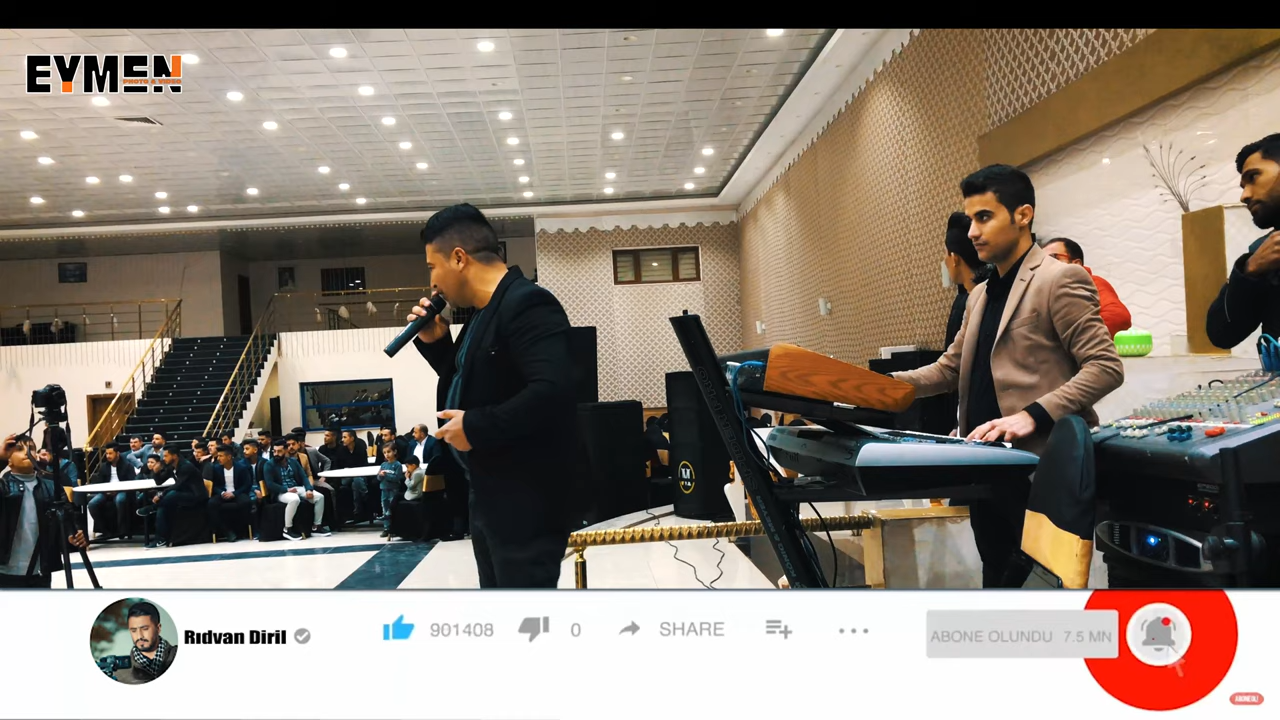 EYMEN
PHOTO & VIDEO
Rıdvan Diril
901408
0
SHARE
ABONE OLUNDU 7.5 MN